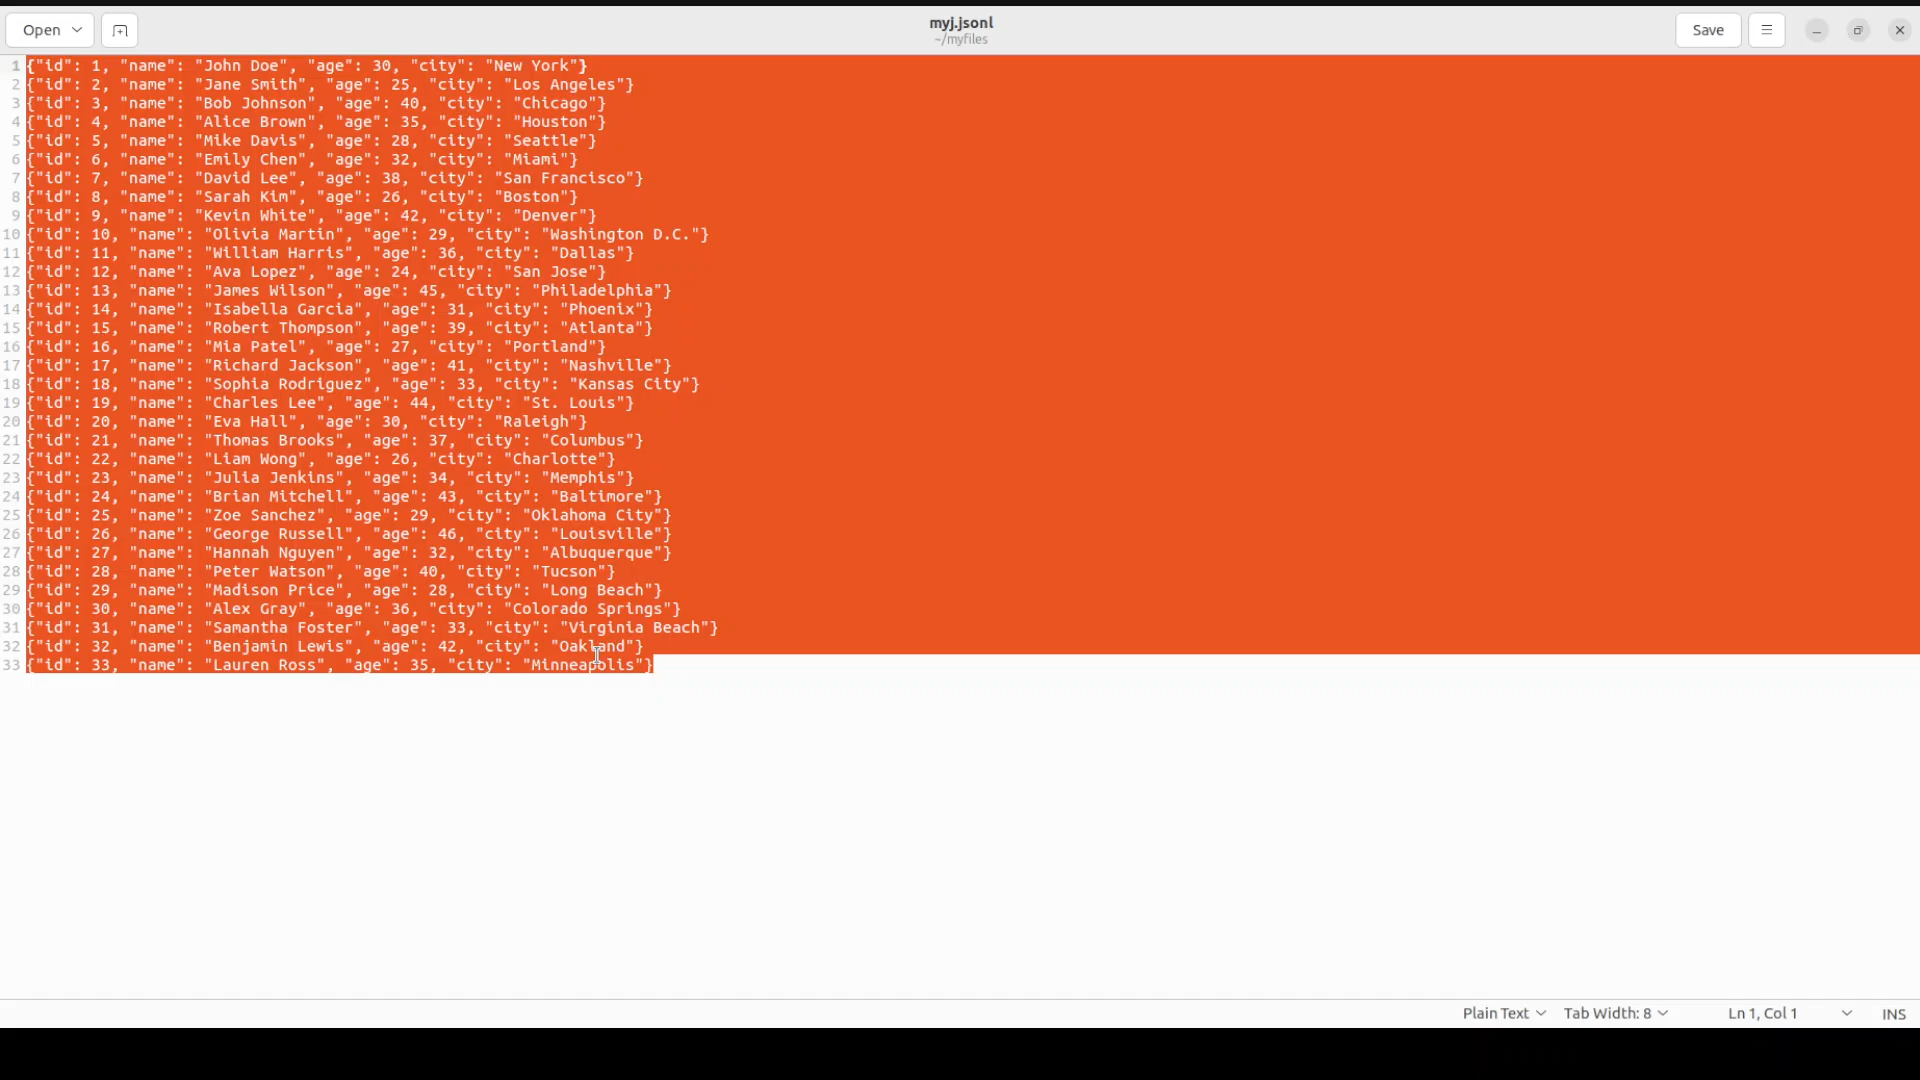 Open
myj.jsonl
~/myfiles
Save
1 {"id": 1, "name": "John Doe", "age": 30, "city": "New York"}
2 {"id": 2, "name": "Jane Smith", "age": 25, "city": "Los Angeles"}
3 {"id": 3, "name": "Bob Johnson", "age": 40, "city": "Chicago"}
4 {"id": 4, "name": "Alice Brown", "age": 35, "city": "Houston"}
5 {"id": 5, "name": "Mike Davis", "age": 28, "city": "Seattle"}
6 {"id": 6, "name": "Emily Chen", "age": 32, "city": "Miami"}
7 {"id": 7, "name": "David Lee", "age": 38, "city": "San Francisco"}
8 {"id": 8, "name": "Sarah Kim", "age": 26, "city": "Boston"}
9 {"id": 9, "name": "Kevin White", "age": 42, "city": "Denver"}
10 {"id": 10, "name": "Olivia Martin", "age": 29, "city": "Washington D.C."}
11 {"id": 11, "name": "William Harris", "age": 36, "city": "Dallas"}
12 {"id": 12, "name": "Ava Lopez", "age": 24, "city": "San Jose"}
13 {"id": 13, "name": "James Wilson", "age": 45, "city": "Philadelphia"}
14 {"id": 14, "name": "Isabella Garcia", "age": 31, "city": "Phoenix"}
15 {"id": 15, "name": "Robert Thompson", "age": 39, "city": "Atlanta"}
16 {"id": 16, "name": "Mia Patel", "age": 27, "city": "Portland"}
17 {"id": 17, "name": "Richard Jackson", "age": 41, "city": "Nashville"}
18 {"id": 18, "name": "Sophia Rodriguez", "age": 33, "city": "Kansas City"}
19 {"id": 19, "name": "Charles Lee", "age": 44, "city": "St. Louis"}
20 {"id": 20, "name": "Eva Hall", "age": 30, "city": "Raleigh"}
21 {"id": 21, "name": "Thomas Brooks", "age": 37, "city": "Columbus"}
22 {"id": 22, "name": "Liam Wong", "age": 26, "city": "Charlotte"}
23 {"id": 23, "name": "Julia Jenkins", "age": 34, "city": "Memphis"}
24 {"id": 24, "name": "Brian Mitchell", "age": 43, "city": "Baltimore"}
25 {"id": 25, "name": "Zoe Sanchez", "age": 29, "city": "Oklahoma City"}
26 {"id": 26, "name": "George Russell", "age": 46, "city": "Louisville"}
27 {"id": 27, "name": "Hannah Nguyen", "age": 32, "city": "Albuquerque"}
28 {"id": 28, "name": "Peter Watson", "age": 40, "city": "Tucson"}
29 {"id": 29, "name": "Madison Price", "age": 28, "city": "Long Beach"}
30 {"id": 30, "name": "Alex Gray", "age": 36, "city": "Colorado Springs"}
31 {"id": 31, "name": "Samantha Foster", "age": 33, "city": "Virginia Beach"}
32 {"id": 32, "name": "Benjamin Lewis", "age": 42, "city": "Oakland"}
33 {"id": 33, "name": "Lauren Ross", "age": 35, "city": "Minneapolis"}
Plain Text Tab Width: 8 Ln 1, Col 1 INS